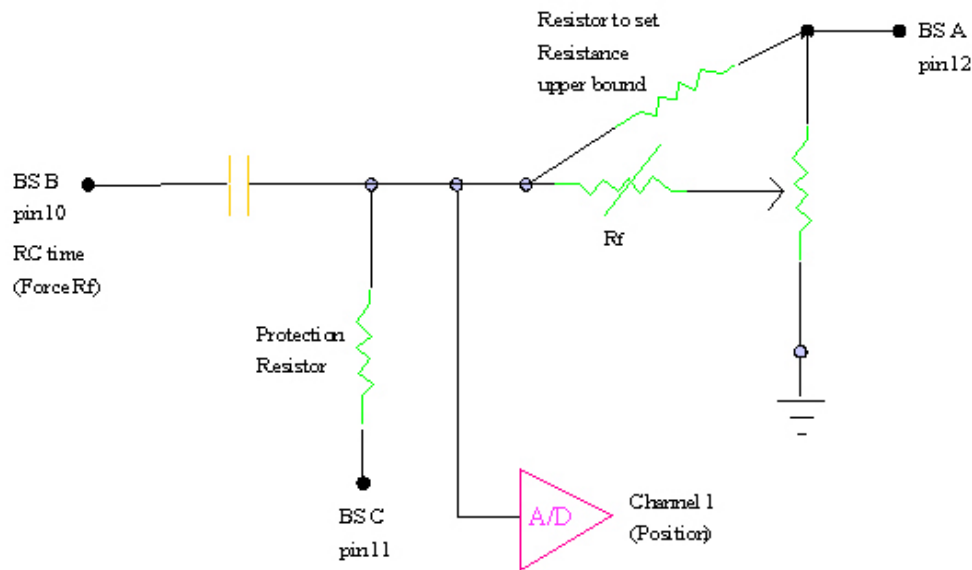 Resistor to set
Resistance
upper bound
BS A
pin12
BS B
pin10
RC time
(Force Rf)
Rf
Protection
Resistor
BS C
pin11
A/D
Channel 1
(Position)